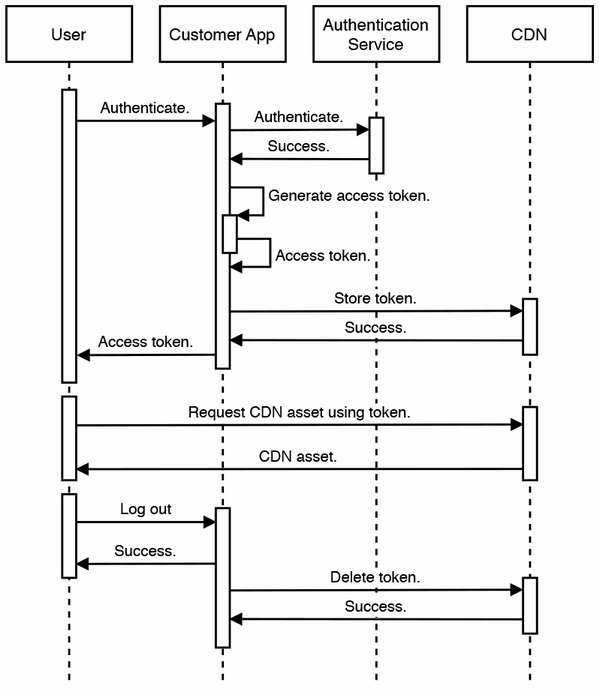 User
Customer App
Authentication
Service
CDN
Authenticate.
Authenticate.
Success.
Generate access token.
Access token.
Store token.
Success.
Access token.
Request CDN asset using token.
CDN asset.
Log out
Success.
Delete token.
Success.